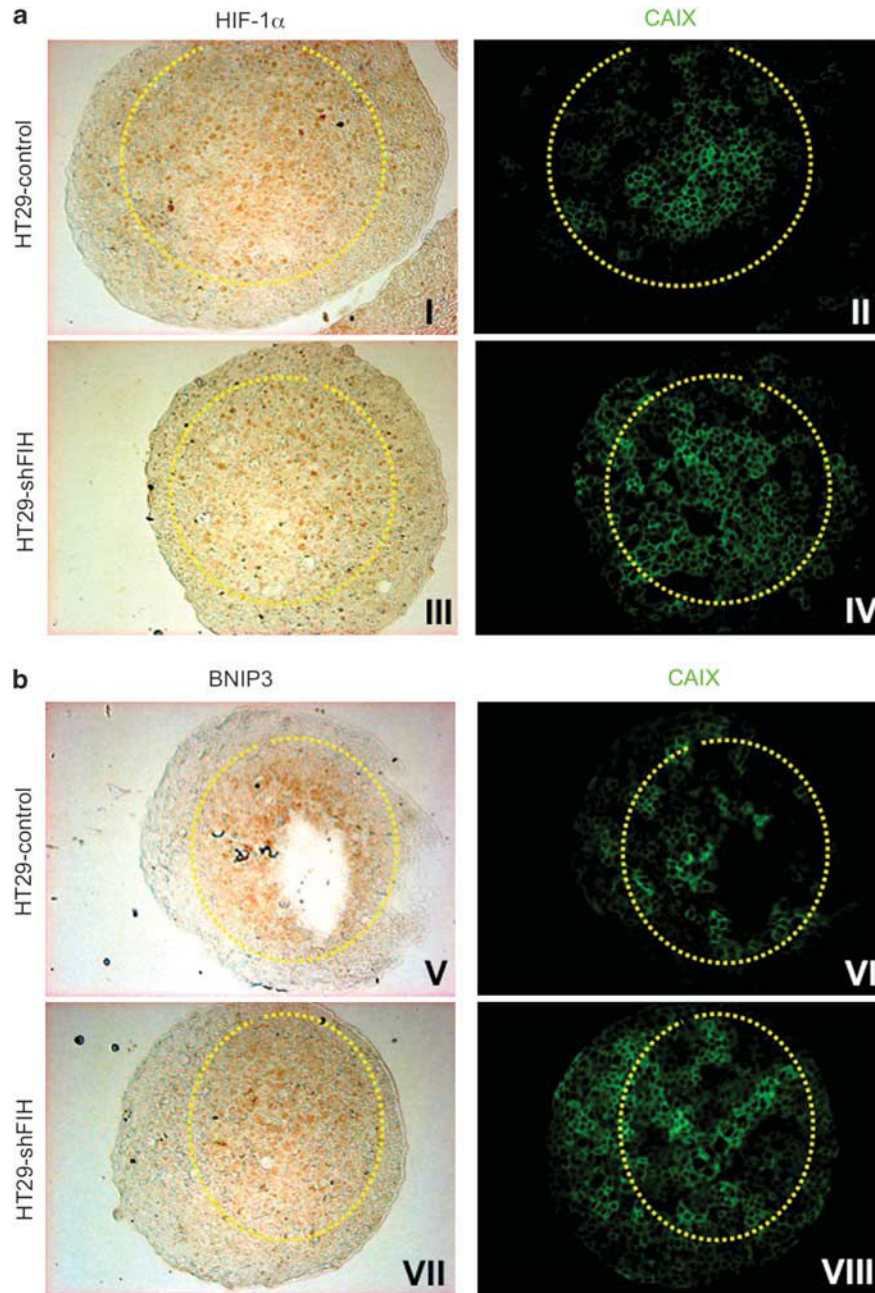 a
HIF-1α
CAIX
HT29-control
I
II
HT29-shFIH
III
IV
b
BNIP3
CAIX
HT29-control
V
VI
HT29-shFIH
VII
VIII